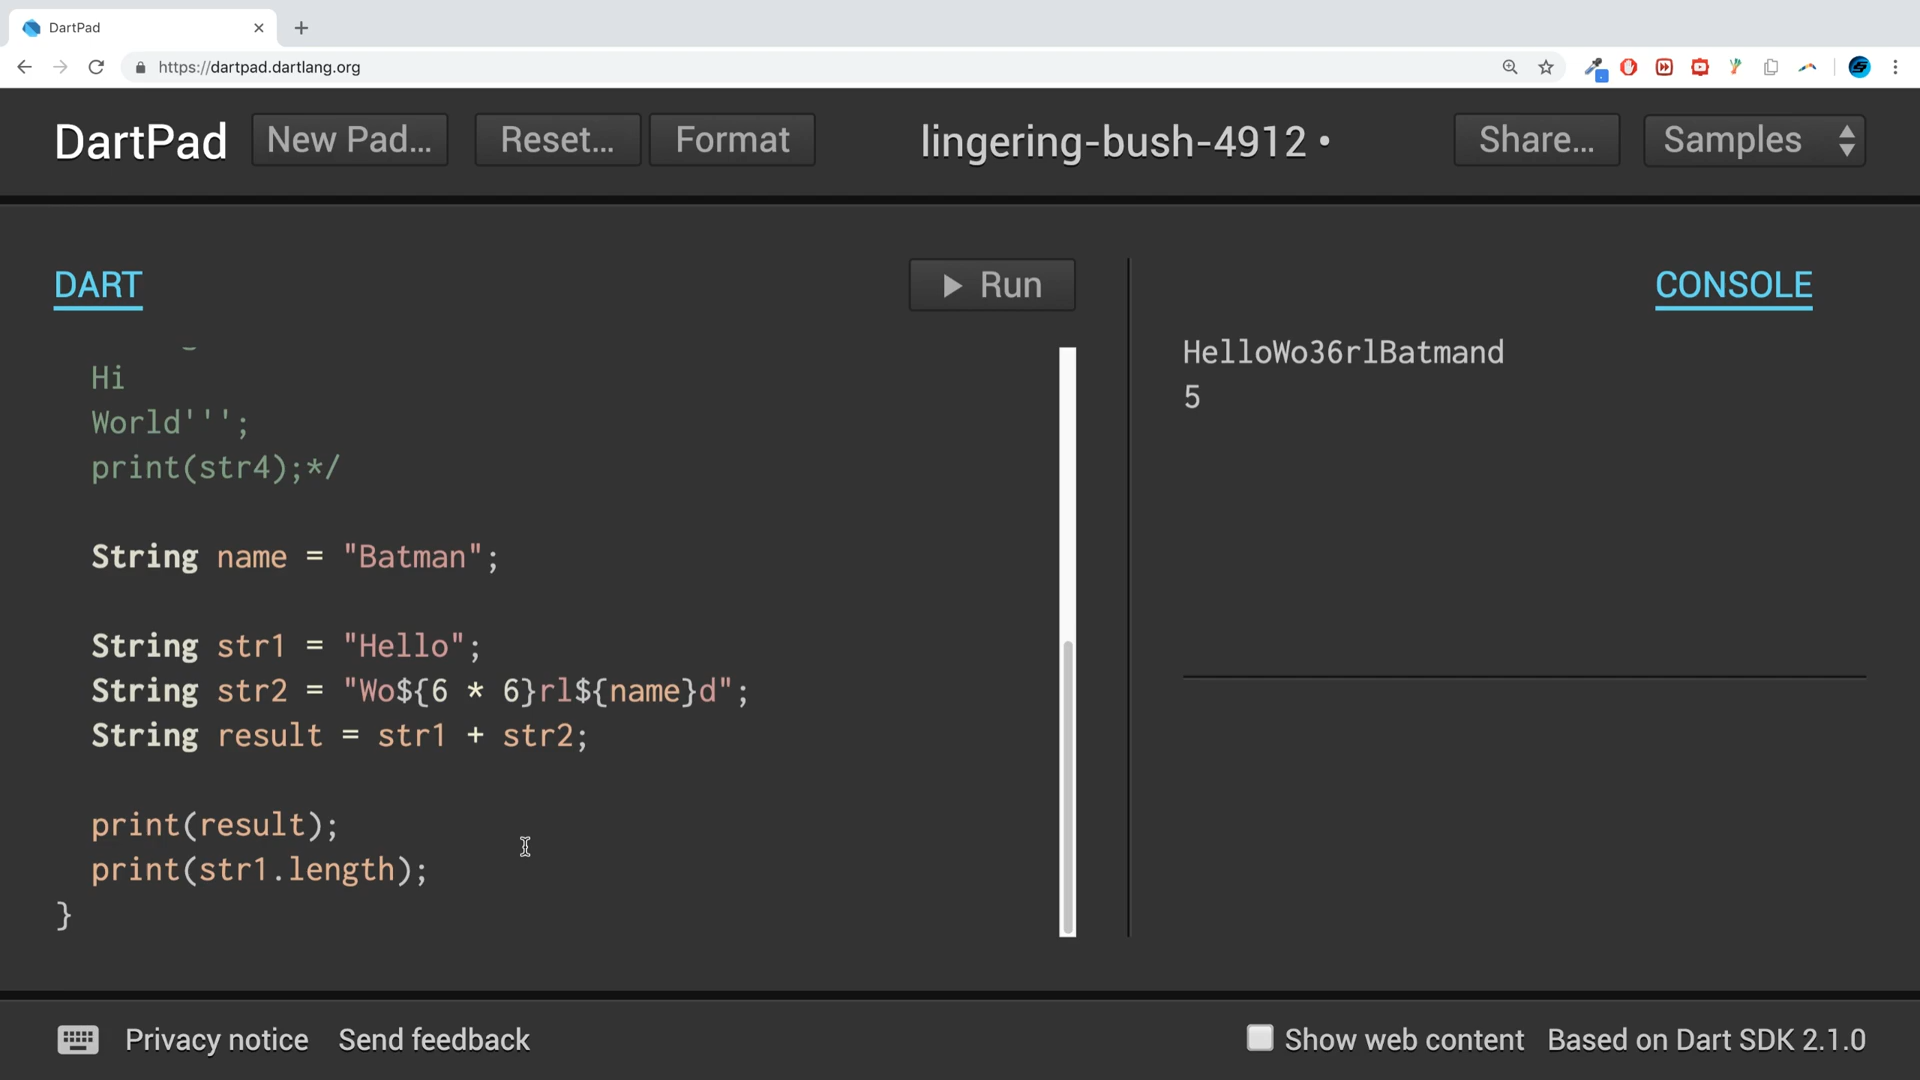 DartPad
https://dartpad.dartlang.org
DartPad
New Pad...
Reset...
Format
lingering-bush-4912 •
Share...
Samples
DART
Run
CONSOLE
Hi
World''';
print(str4);*/
String name = "Batman";
String str1 = "Hello";
String str2 = "Wo${6 * 6}rl${name}d";
String result = str1 + str2;
print(result);
print(str1.length);
}
HelloWo36rlBatmand
5
Privacy notice
Send feedback
Show web content
Based on Dart SDK 2.1.0